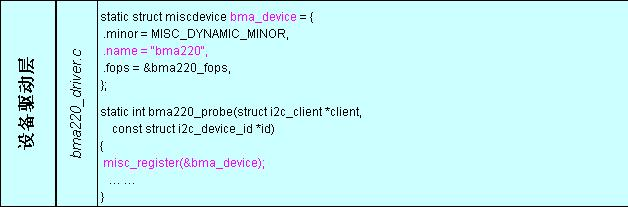 设备驱动层
bma220_driver.c
static struct miscdevice bma_device = {
.minor = MISC_DYNAMIC_MINOR,
.name = "bma220",
.fops = &bma220_fops,
};
static int bma220_probe(struct i2c_client *client,
const struct i2c_device_id *id)
{
misc_register(&bma_device);
... ...
}